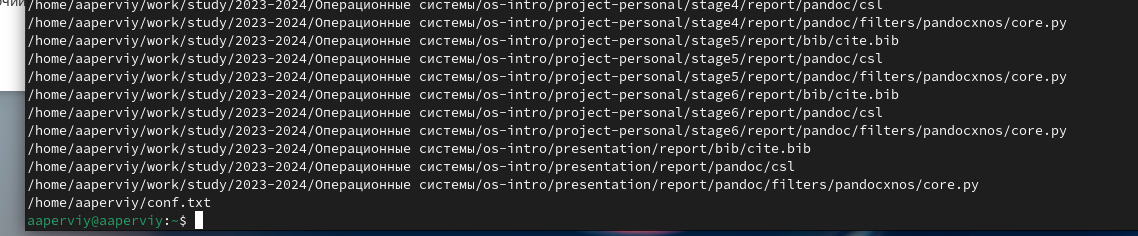 чий
/home/aaperviy/work/study/2023-2024/Операционные системы/os-intro/project-personal/stage4/report/pandoc/csl
/home/aaperviy/work/study/2023-2024/Операционные системы/os-intro/project-personal/stage4/report/pandoc/filters/pandocxnos/core.py
/home/aaperviy/work/study/2023-2024/Операционные системы/os-intro/project-personal/stage5/report/bib/cite.bib
/home/aaperviy/work/study/2023-2024/Операционные системы/os-intro/project-personal/stage5/report/pandoc/csl
/home/aaperviy/work/study/2023-2024/Операционные системы/os-intro/project-personal/stage5/report/pandoc/filters/pandocxnos/core.py
/home/aaperviy/work/study/2023-2024/Операционные системы/os-intro/project-personal/stage6/report/bib/cite.bib
/home/aaperviy/work/study/2023-2024/Операционные системы/os-intro/project-personal/stage6/report/pandoc/csl
/home/aaperviy/work/study/2023-2024/Операционные системы/os-intro/project-personal/stage6/report/pandoc/filters/pandocxnos/core.py
/home/aaperviy/work/study/2023-2024/Операционные системы/os-intro/presentation/report/bib/cite.bib
/home/aaperviy/work/study/2023-2024/Операционные системы/os-intro/presentation/report/pandoc/csl
/home/aaperviy/work/study/2023-2024/Операционные системы/os-intro/presentation/report/pandoc/filters/pandocxnos/core.py
/home/aaperviy/conf.txt
aaperviy@aaperviy:~$